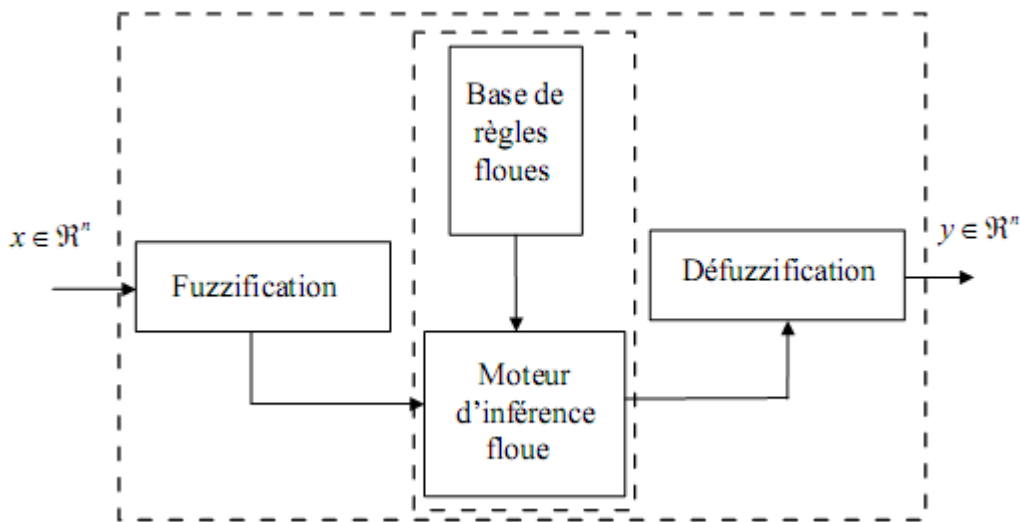 Base de
règles
floues
x ∈ ℜⁿ
y ∈ ℜⁿ
Fuzzification
Défuzzification
Moteur
d’inférence
floue